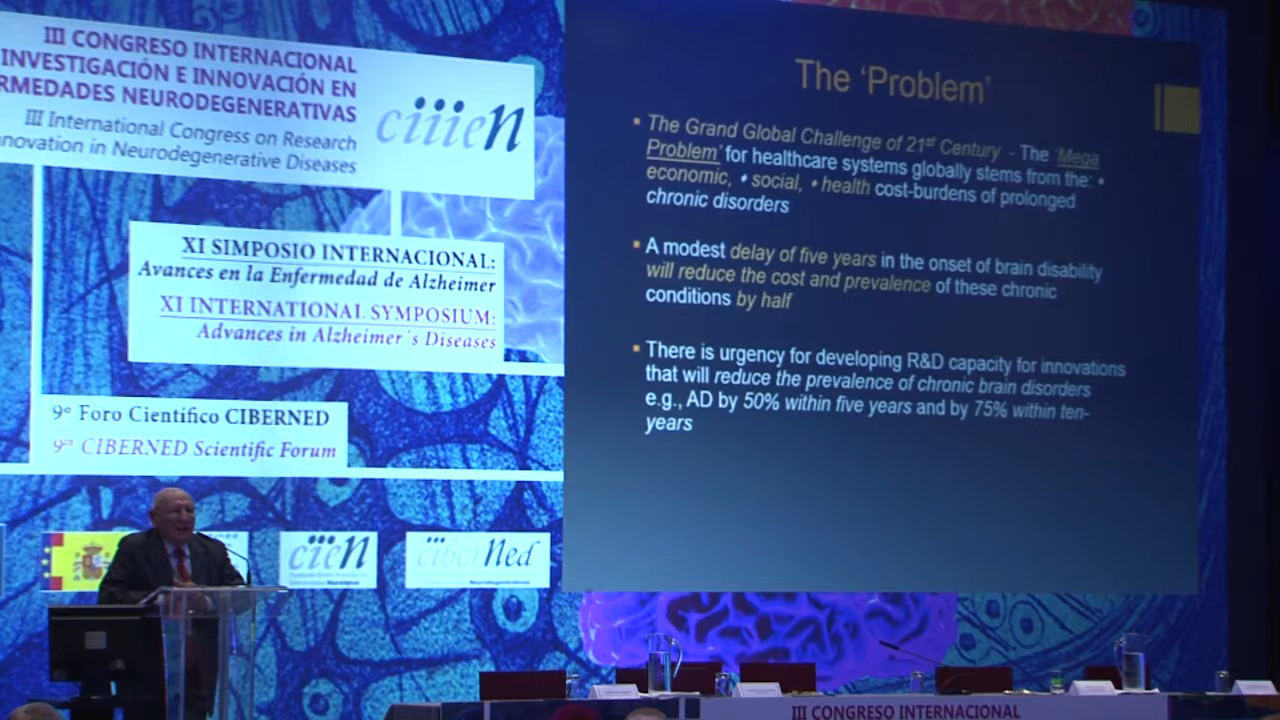 III CONGRESO INTERNACIONAL
INVESTIGACIÓN E INNOVACIÓN EN
RMEDADES NEURODEGENERATIVAS
III International Congress on Research
nnovation in Neurodegenerative Diseases
ciiieN
XI SIMPOSIO INTERNACIONAL:
Avances en la Enfermedad de Alzheimer
XI INTERNATIONAL SYMPOSIUM:
Advances in Alzheimer´s Diseases
9º Foro Científico CIBERNED
9th CIBERNED Scientific Forum
ciieN
ciberNed
The ‘Problem’
▪ The Grand Global Challenge of 21st Century - The ‘Mega
Problem’ for healthcare systems globally stems from the: •
economic, • social, • health cost-burdens of prolonged
chronic disorders
▪ A modest delay of five years in the onset of brain disability
will reduce the cost and prevalence of these chronic
conditions by half
▪ There is urgency for developing R&D capacity for innovations
that will reduce the prevalence of chronic brain disorders
e.g., AD by 50% within five years and by 75% within ten-
years
III CONGRESO INTERNACIONAL